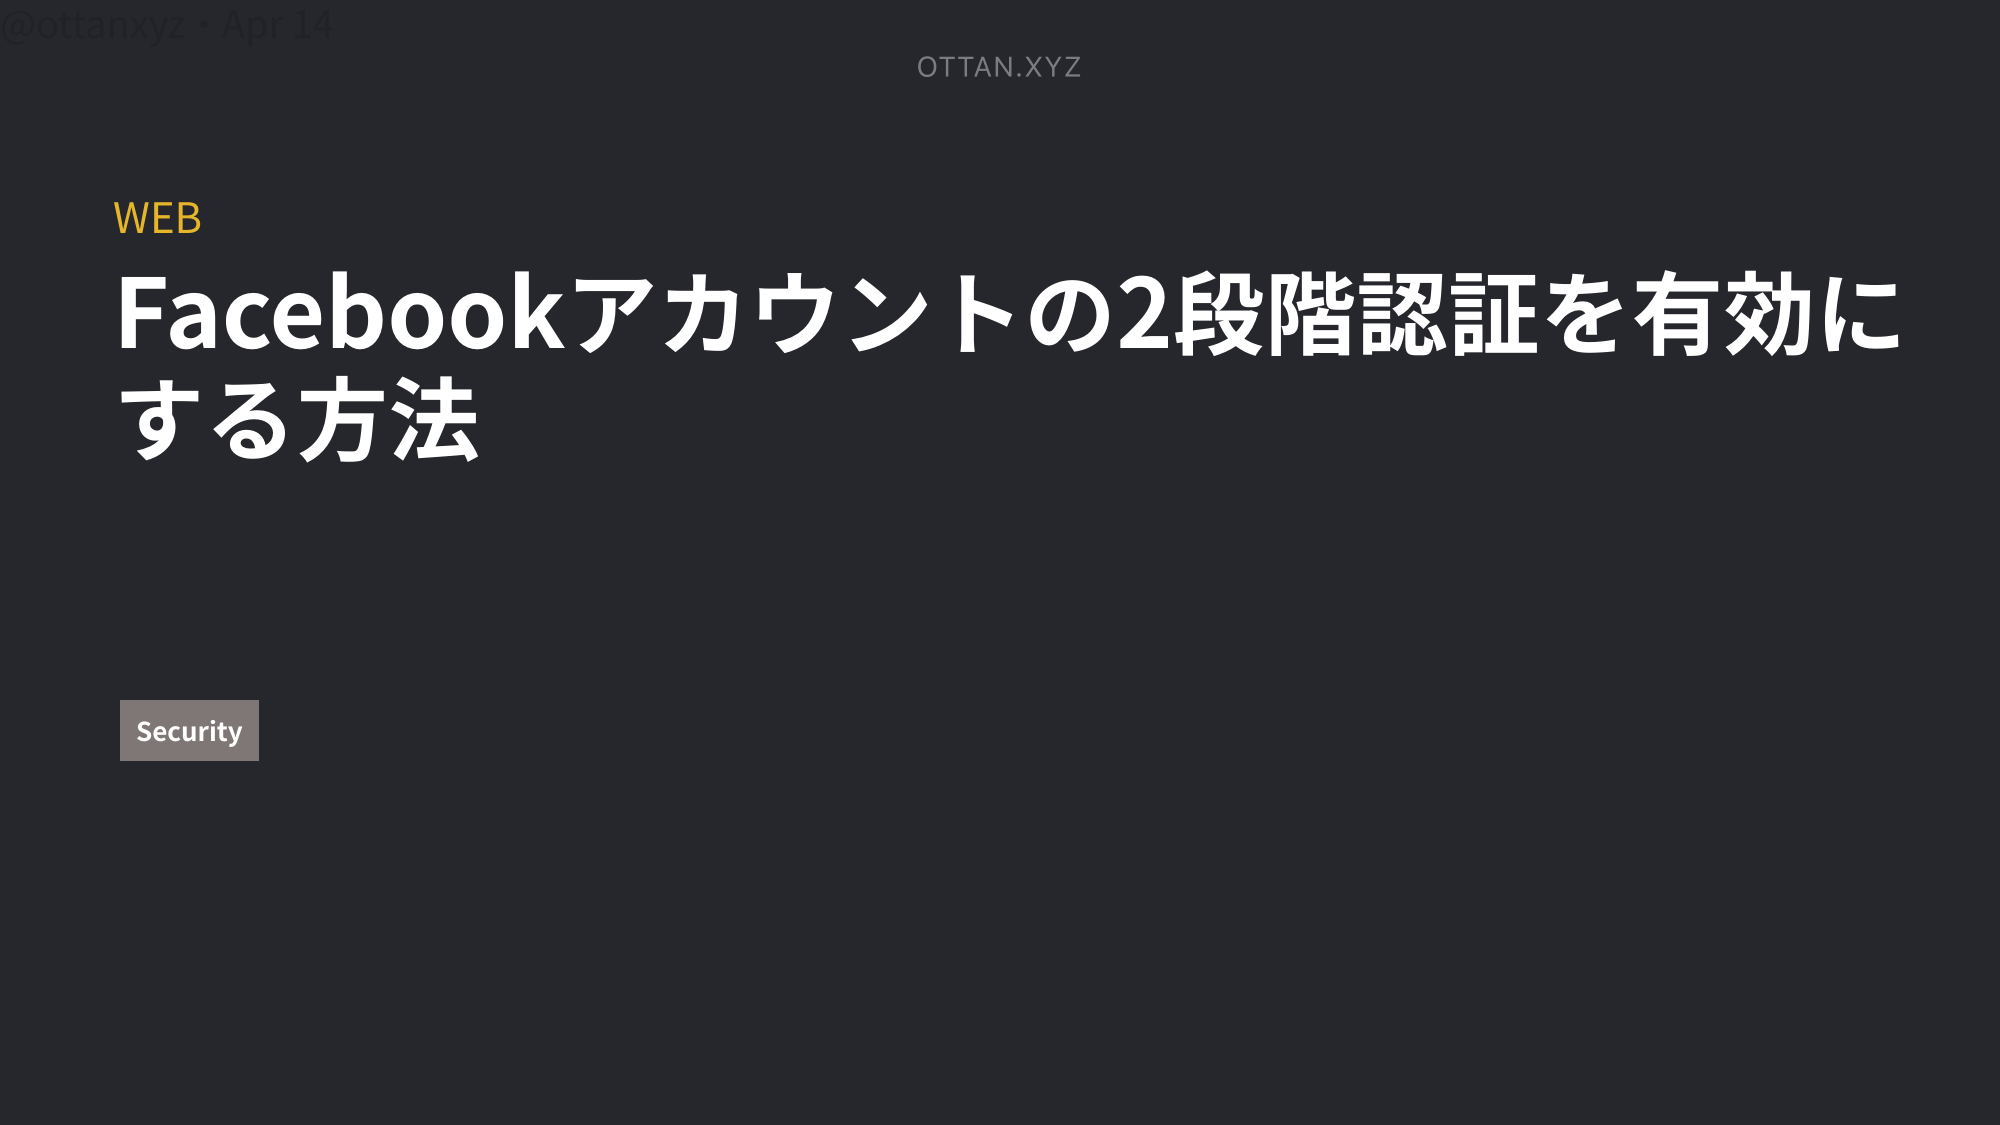 @ottanxyz・Apr 14
OTTAN.XYZ
WEB
Facebookアカウントの2段階認証を有効に
する方法
Security